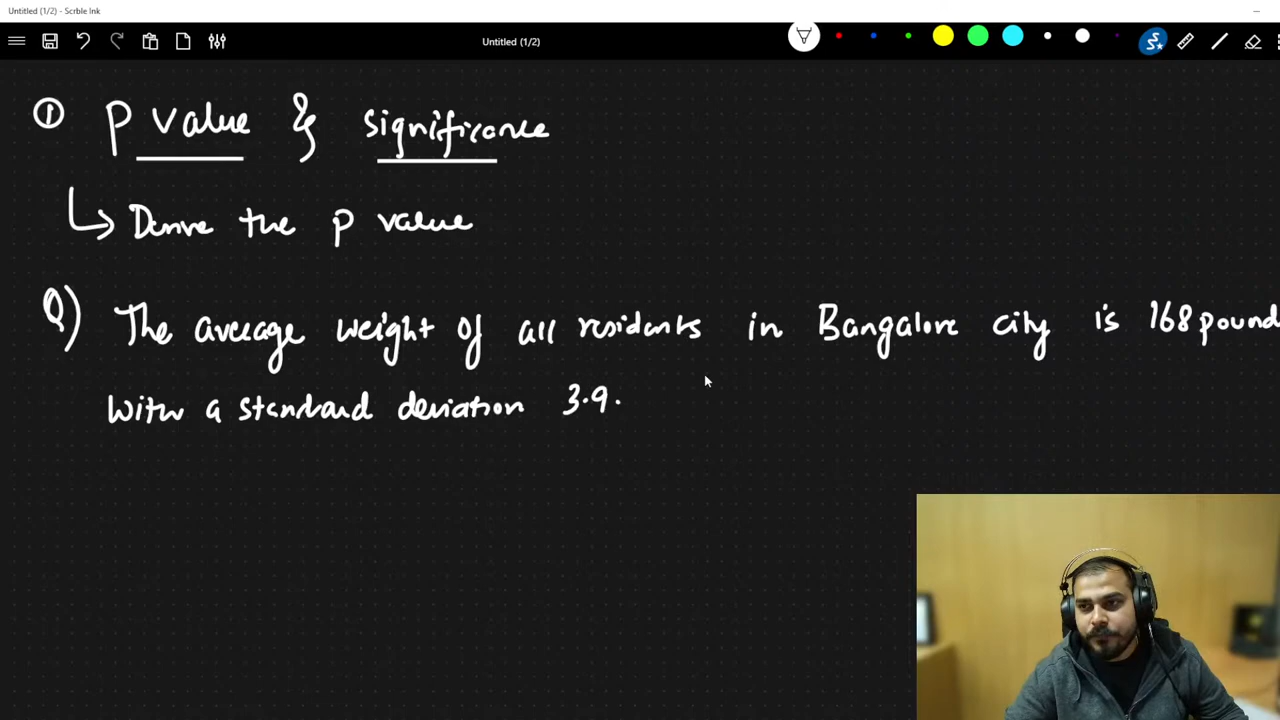 Untitled (1/2) - Scrble Ink
Untitled (1/2)
① P value & significance
↳ Derive the p value
Q) The average weight of all residents in Bangalore city is 168 pound
with a standard deviation 3.9.